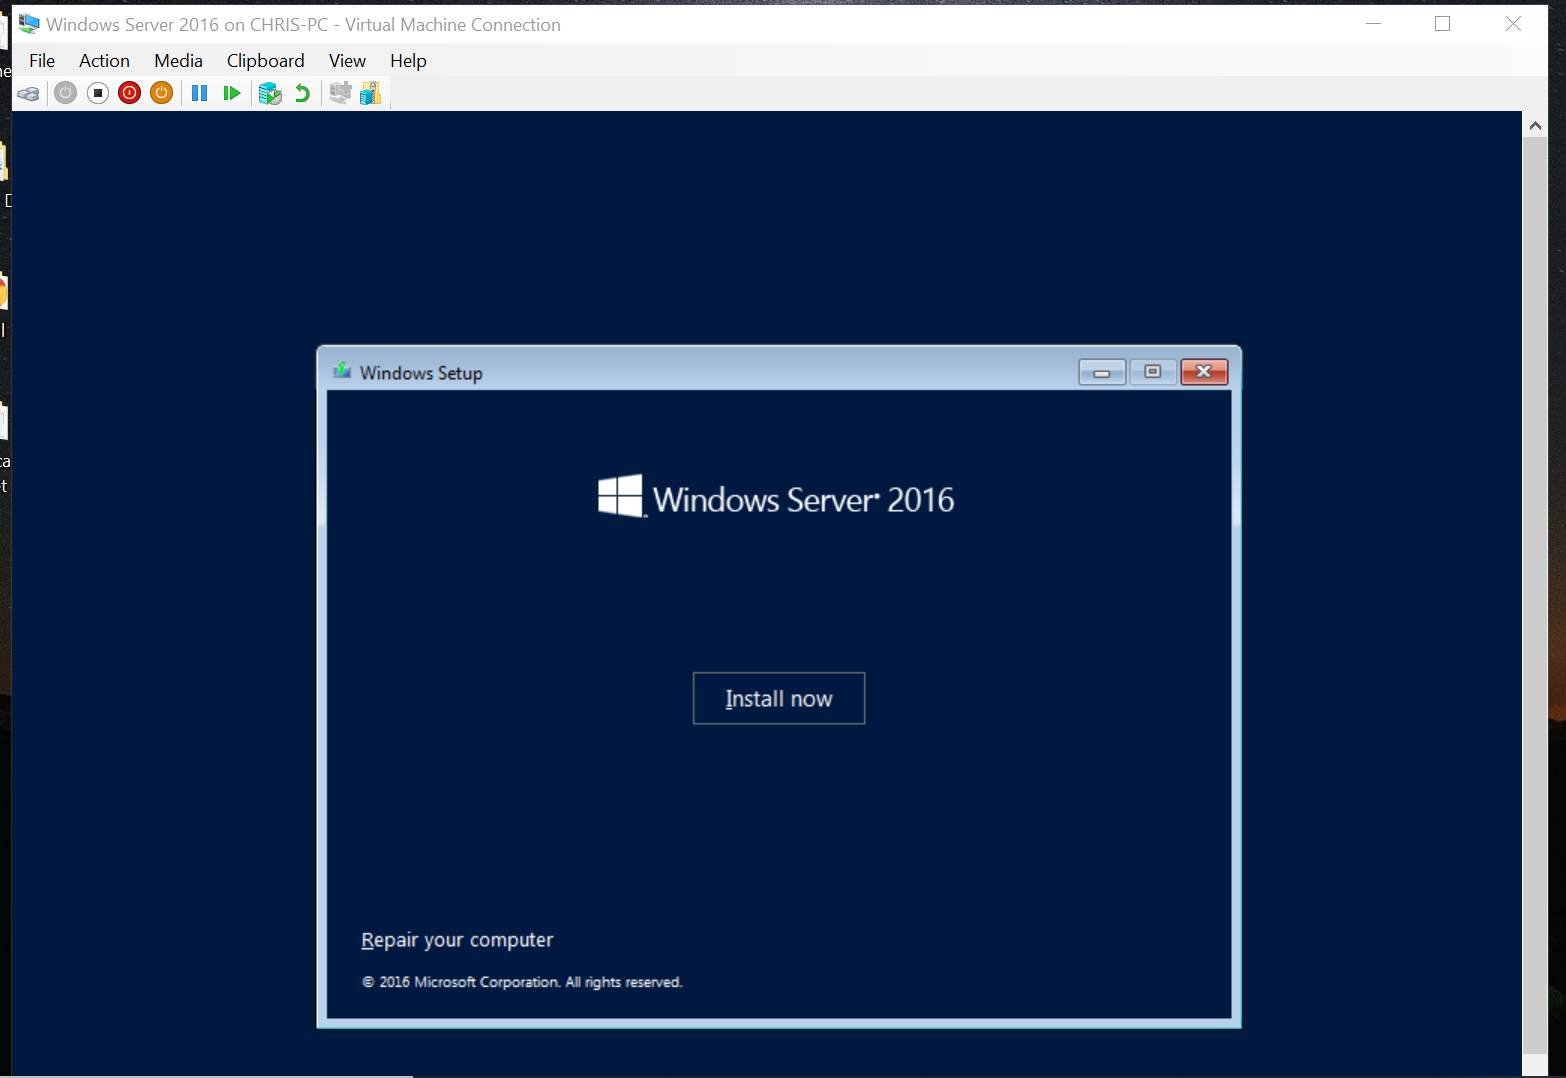 Windows Server 2016 on CHRIS-PC - Virtual Machine Connection
File Action Media Clipboard View Help
Windows Setup
Windows Server 2016
Install now
Repair your computer
© 2016 Microsoft Corporation. All rights reserved.